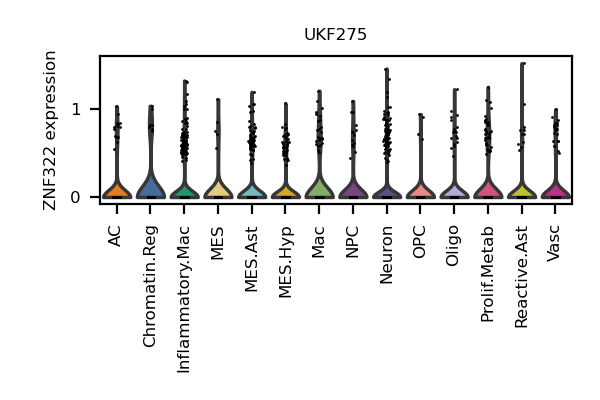 UKF275
ZNF322 expression
1
0
AC
Chromatin.Reg
Inflammatory.Mac
MES
MES.Ast
MES.Hyp
Mac
NPC
Neuron
OPC
Oligo
Prolif.Metab
Reactive.Ast
Vasc